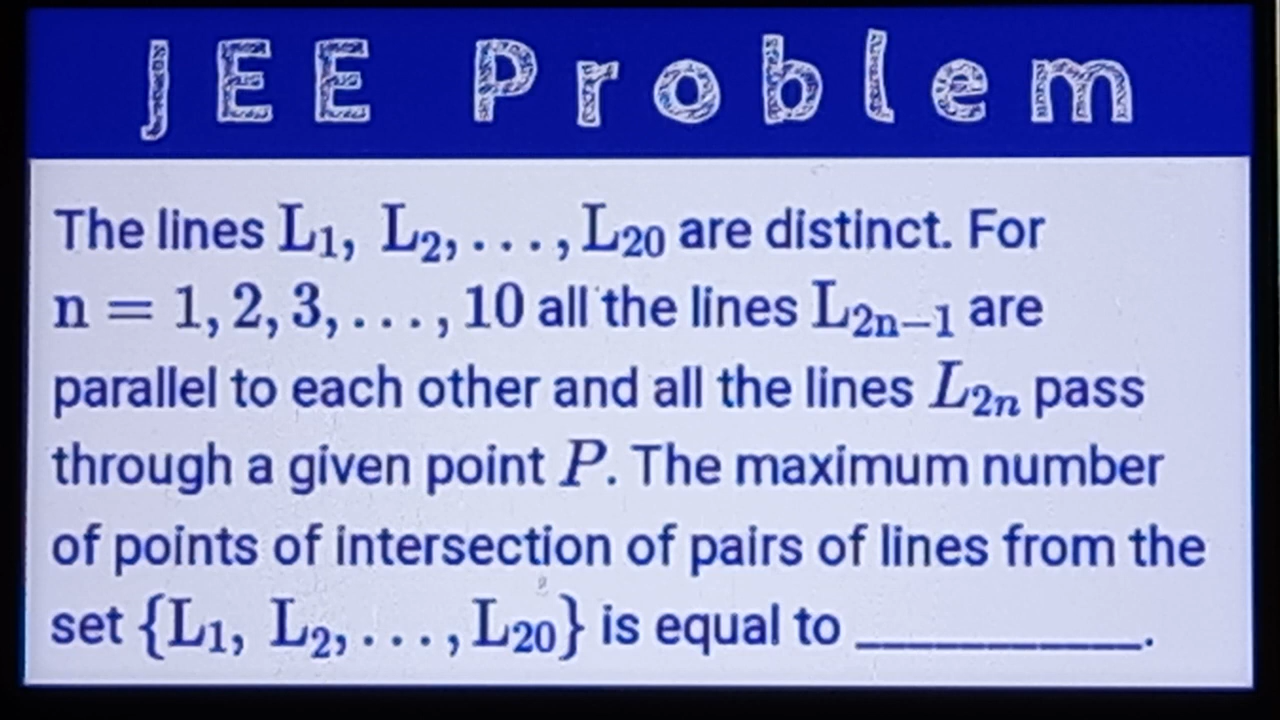 JEE Problem
The lines L₁, L₂, . . . , L₂₀ are distinct. For
n = 1, 2, 3, . . . , 10 all the lines L₂ₙ₋₁ are
parallel to each other and all the lines L₂ₙ pass
through a given point P. The maximum number
of points of intersection of pairs of lines from the
set {L₁, L₂, . . . , L₂₀} is equal to __________.